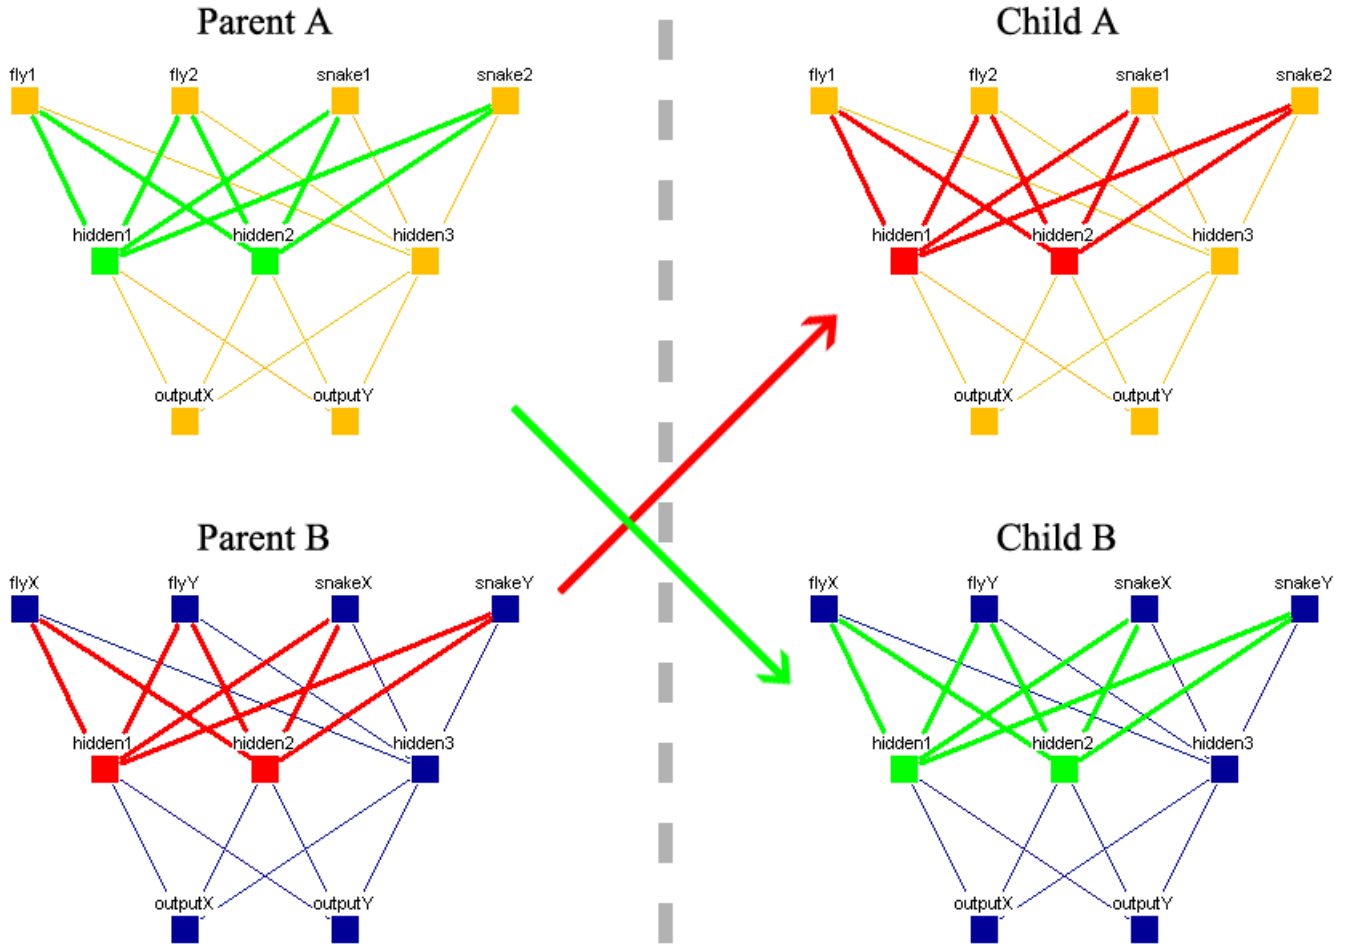 Parent A
Child A
fly1 fly2 snake1 snake2
fly1 fly2 snake1 snake2
hidden1 hidden2 hidden3
hidden1 hidden2 hidden3
outputX outputY
outputX outputY
Parent B
Child B
flyX flyY snakeX snakeY
flyX flyY snakeX snakeY
hidden1 hidden2 hidden3
hidden1 hidden2 hidden3
outputX outputY
outputX outputY